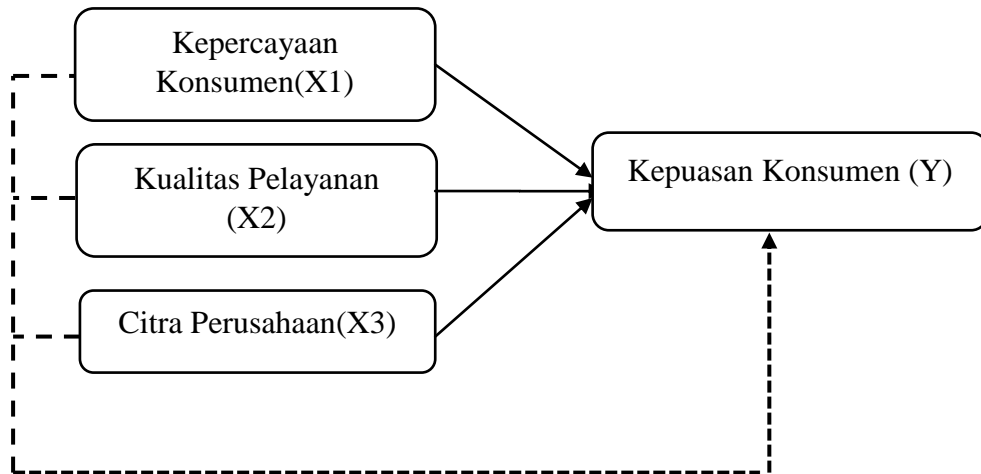 Kepercayaan
Konsumen(X1)
Kualitas Pelayanan
(X2)
Citra Perusahaan(X3)
Kepuasan Konsumen (Y)